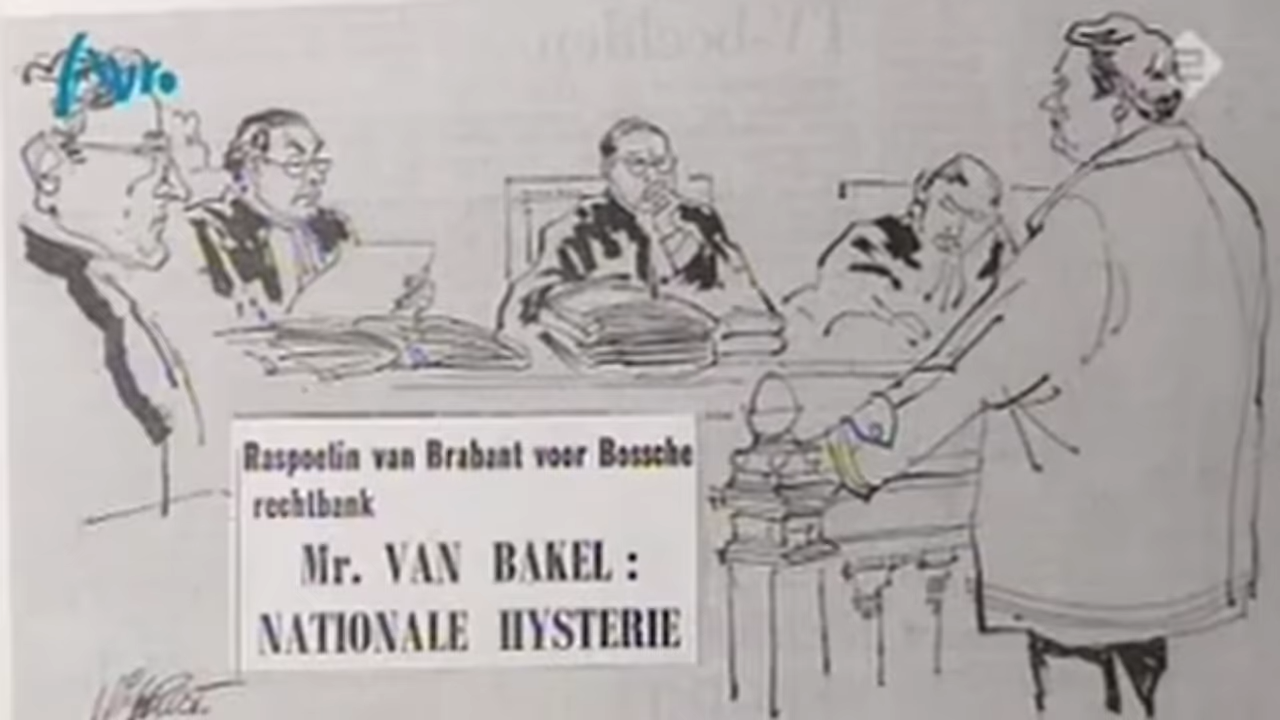 Raspoetin van Brabant voor Bossche
rechtbank
Mr. VAN BAKEL :
NATIONALE HYSTERIE